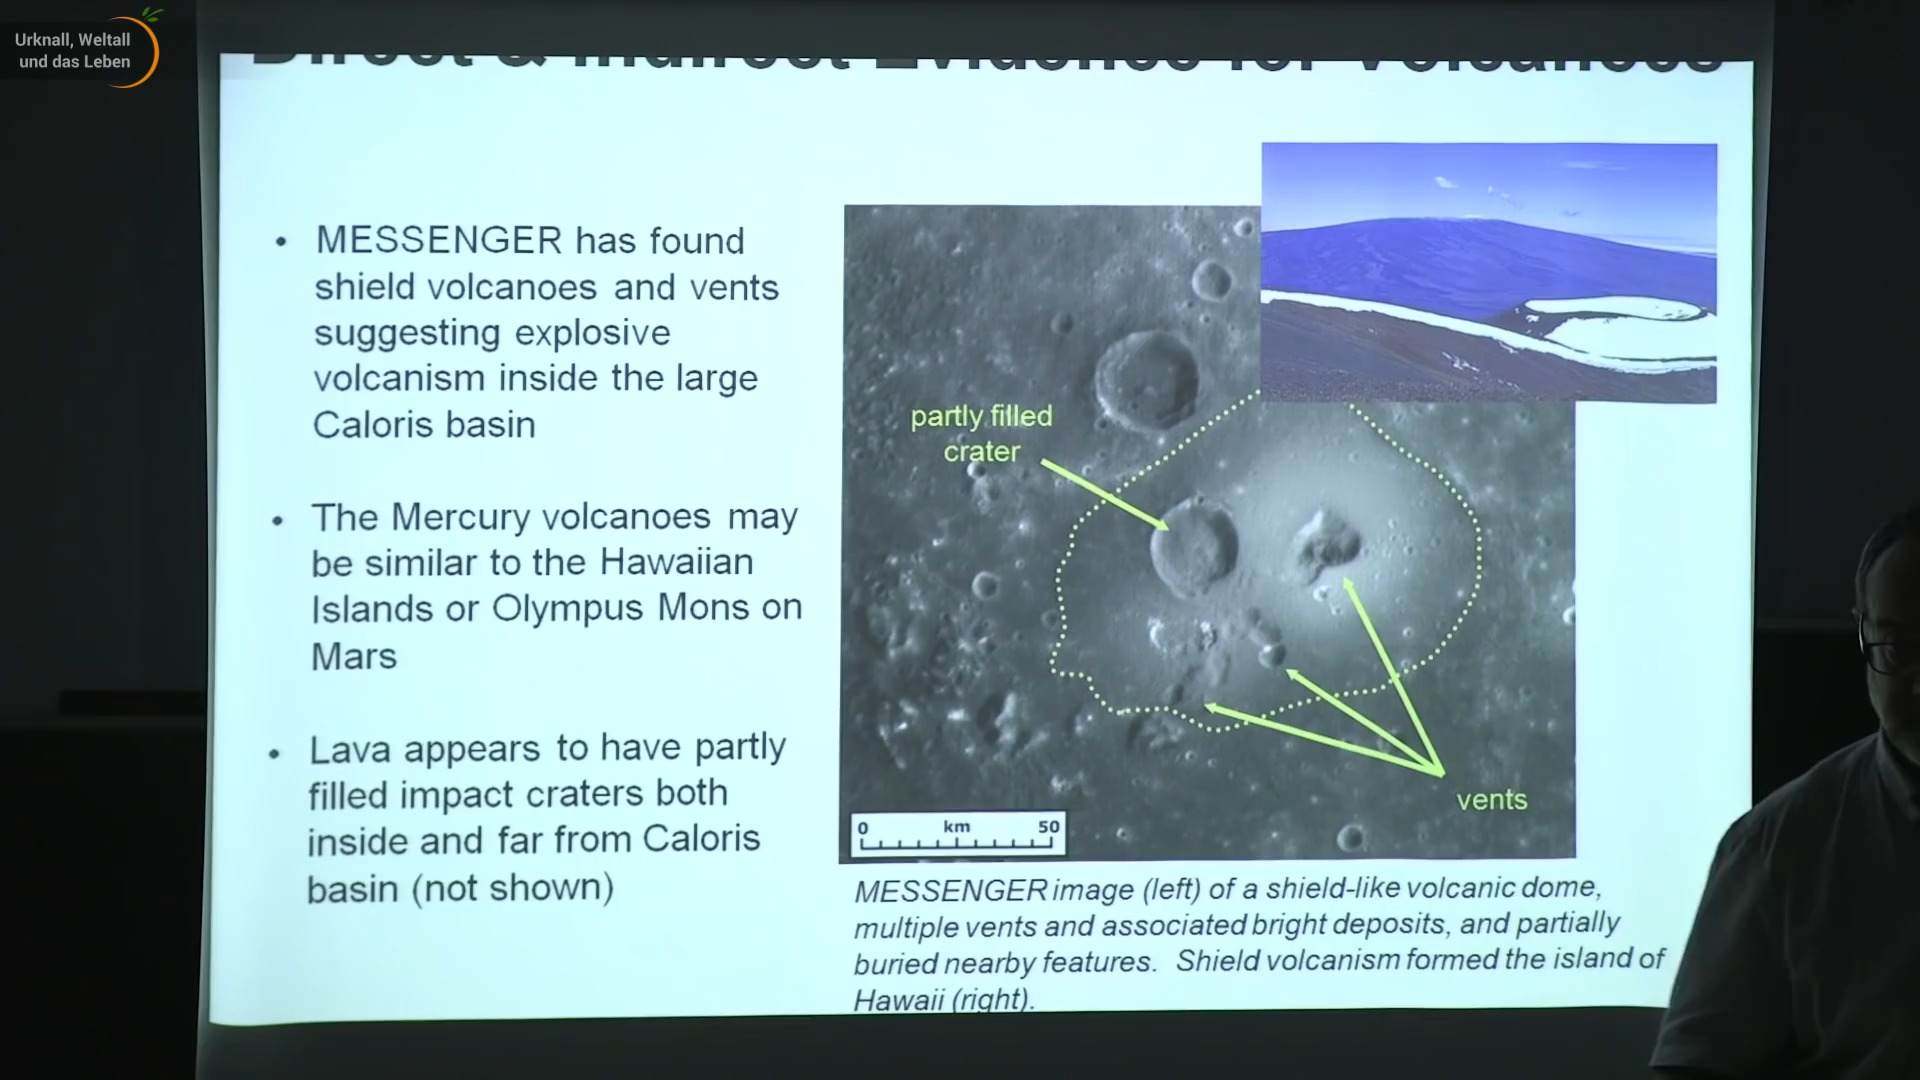 Urknall, Weltall
und das Leben
Direct & Indirect Evidence for Volcanoes
• MESSENGER has found
shield volcanoes and vents
suggesting explosive
volcanism inside the large
Caloris basin
• The Mercury volcanoes may
be similar to the Hawaiian
Islands or Olympus Mons on
Mars
• Lava appears to have partly
filled impact craters both
inside and far from Caloris
basin (not shown)
partly filled
crater
vents
0 km 50
MESSENGER image (left) of a shield-like volcanic dome,
multiple vents and associated bright deposits, and partially
buried nearby features. Shield volcanism formed the island of
Hawaii (right).